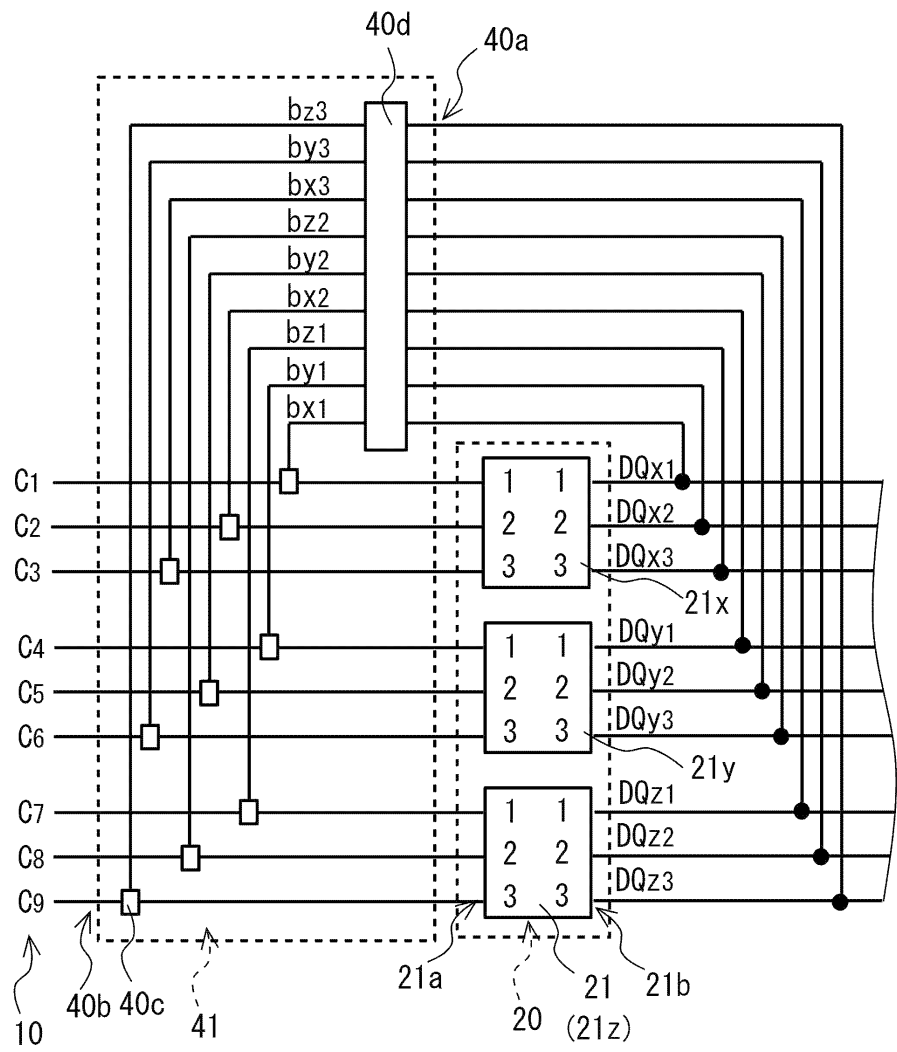 40d
40a
bz3
by3
bx3
bz2
by2
bx2
bz1
by1
bx1
C1 1 1 DQx1
C2 2 2 DQx2
C3 3 3 DQx3
21x
C4 1 1 DQy1
C5 2 2 DQy2
C6 3 3 DQy3
21y
C7 1 1 DQz1
C8 2 2 DQz2
C9 3 3 DQz3
10 40b 40c 41 21a 20 21 21b
(21z)